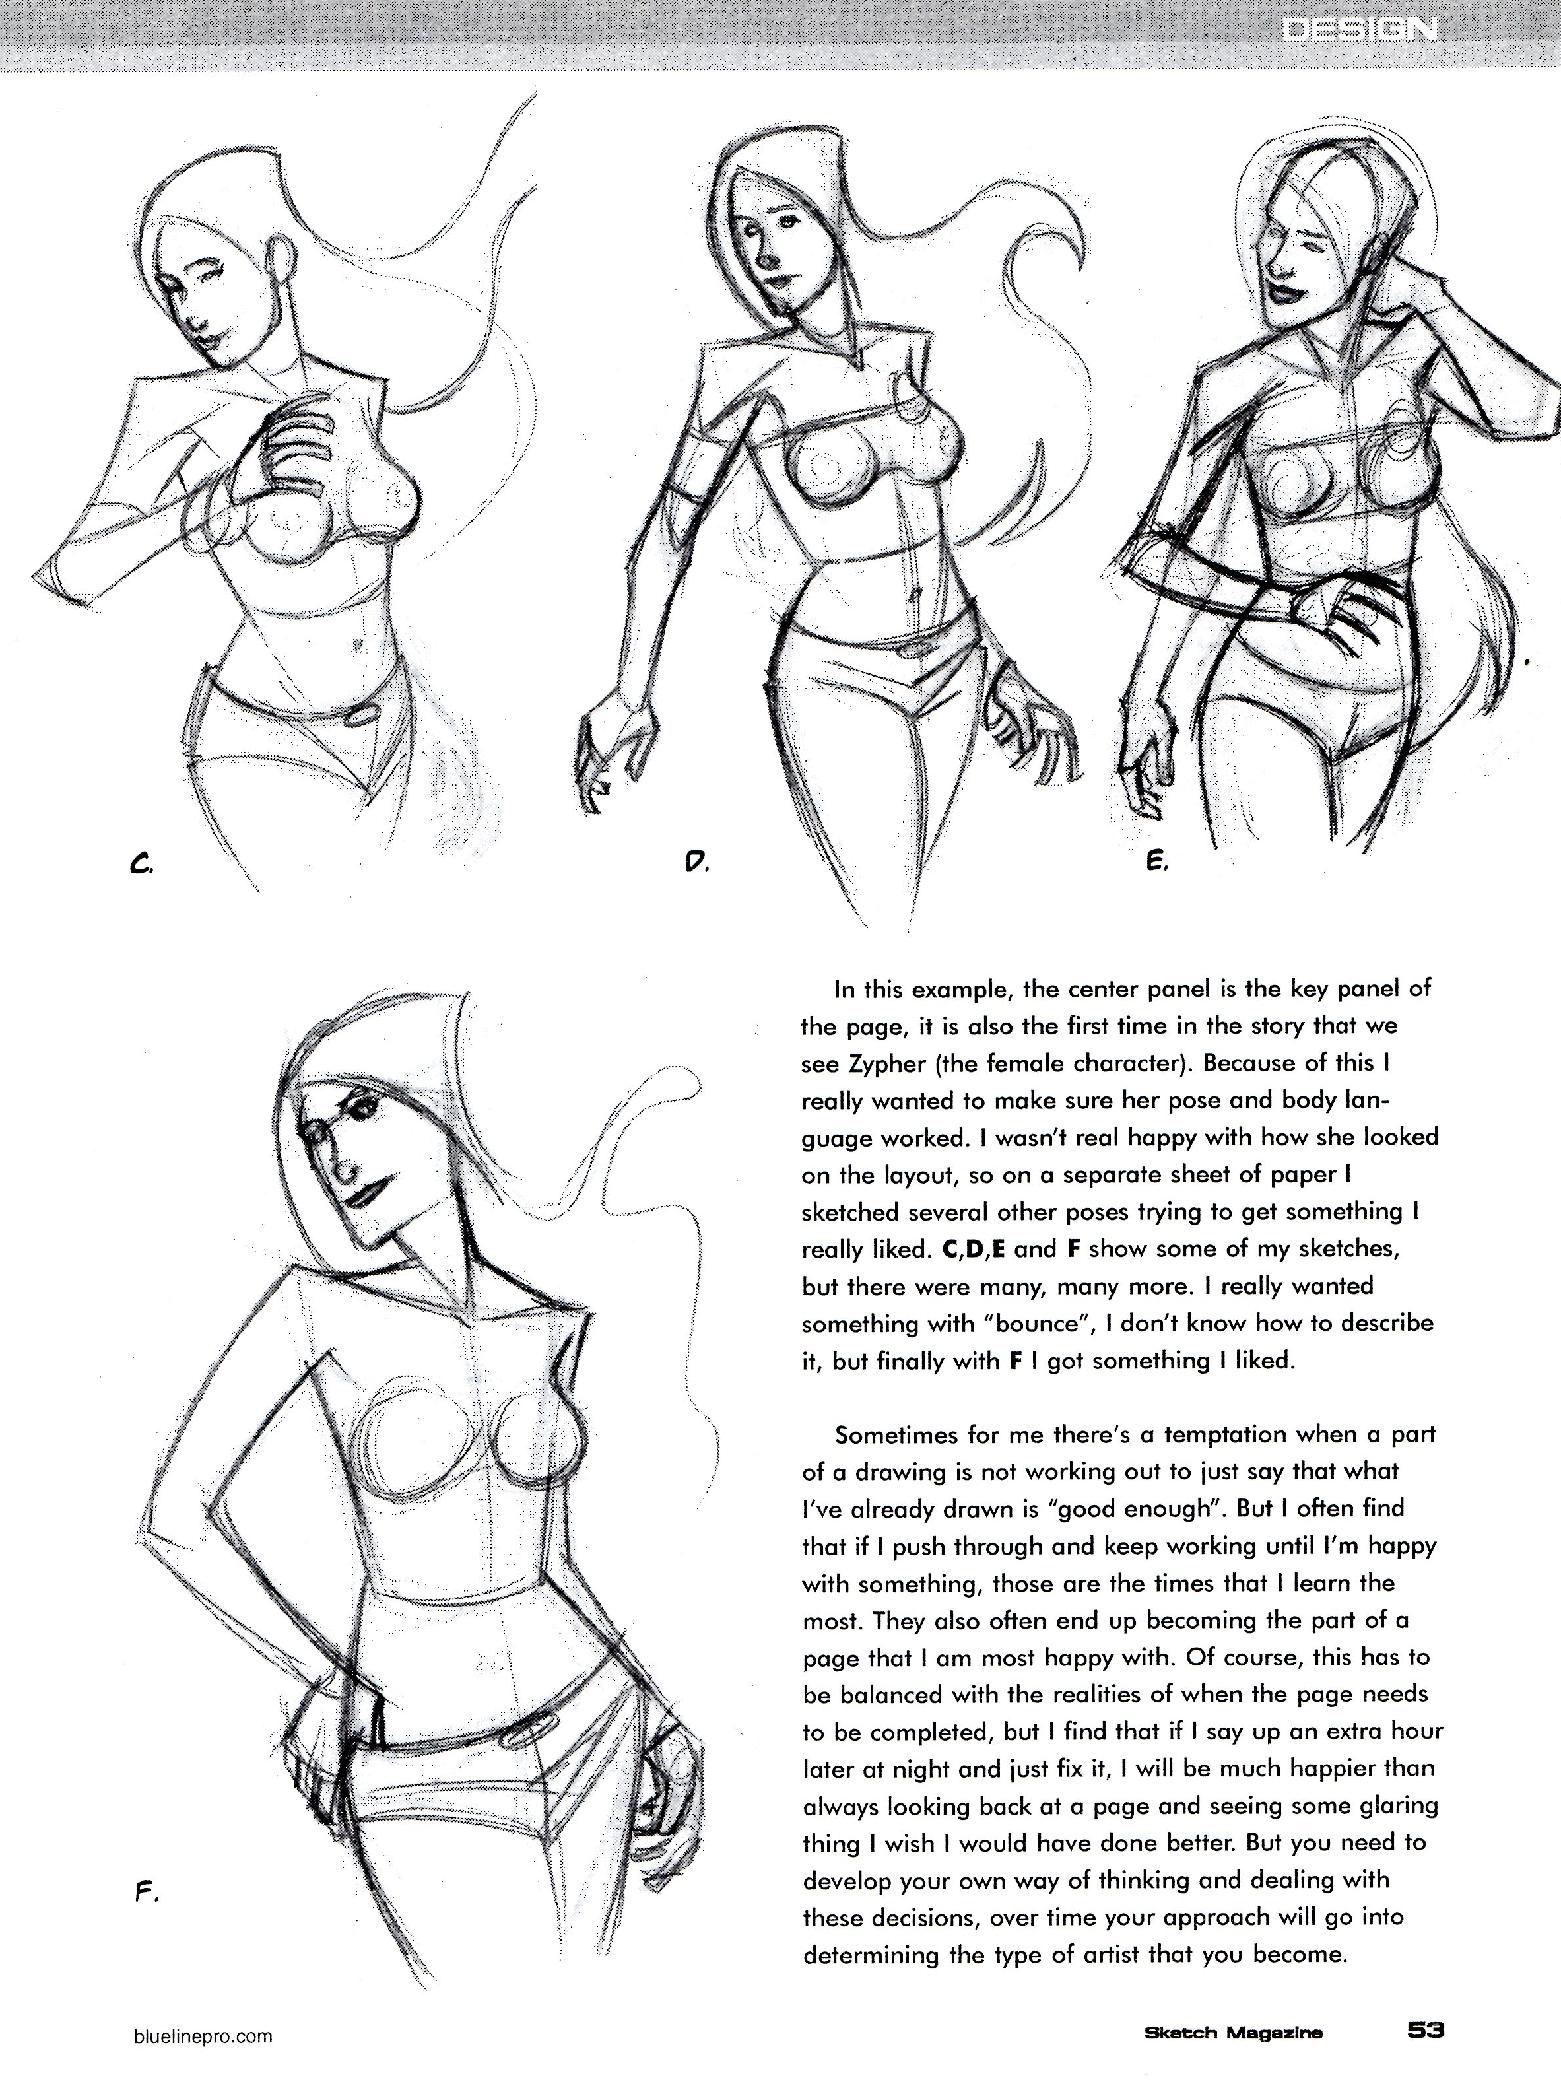 DESIGN
C.
D.
E.
In this example, the center panel is the key panel of
the page, it is also the first time in the story that we
see Zypher (the female character). Because of this I
really wanted to make sure her pose and body lan-
guage worked. I wasn't real happy with how she looked
on the layout, so on a separate sheet of paper I
sketched several other poses trying to get something I
really liked. C,D,E and F show some of my sketches,
but there were many, many more. I really wanted
something with "bounce", I don't know how to describe
it, but finally with F I got something I liked.
Sometimes for me there's a temptation when a part
of a drawing is not working out to just say that what
I've already drawn is "good enough". But I often find
that if I push through and keep working until I'm happy
with something, those are the times that I learn the
most. They also often end up becoming the part of a
page that I am most happy with. Of course, this has to
be balanced with the realities of when the page needs
to be completed, but I find that if I say up an extra hour
later at night and just fix it, I will be much happier than
always looking back at a page and seeing some glaring
thing I wish I would have done better. But you need to
develop your own way of thinking and dealing with
these decisions, over time your approach will go into
determining the type of artist that you become.
F.
bluelinepro.com
Sketch Magazine 53